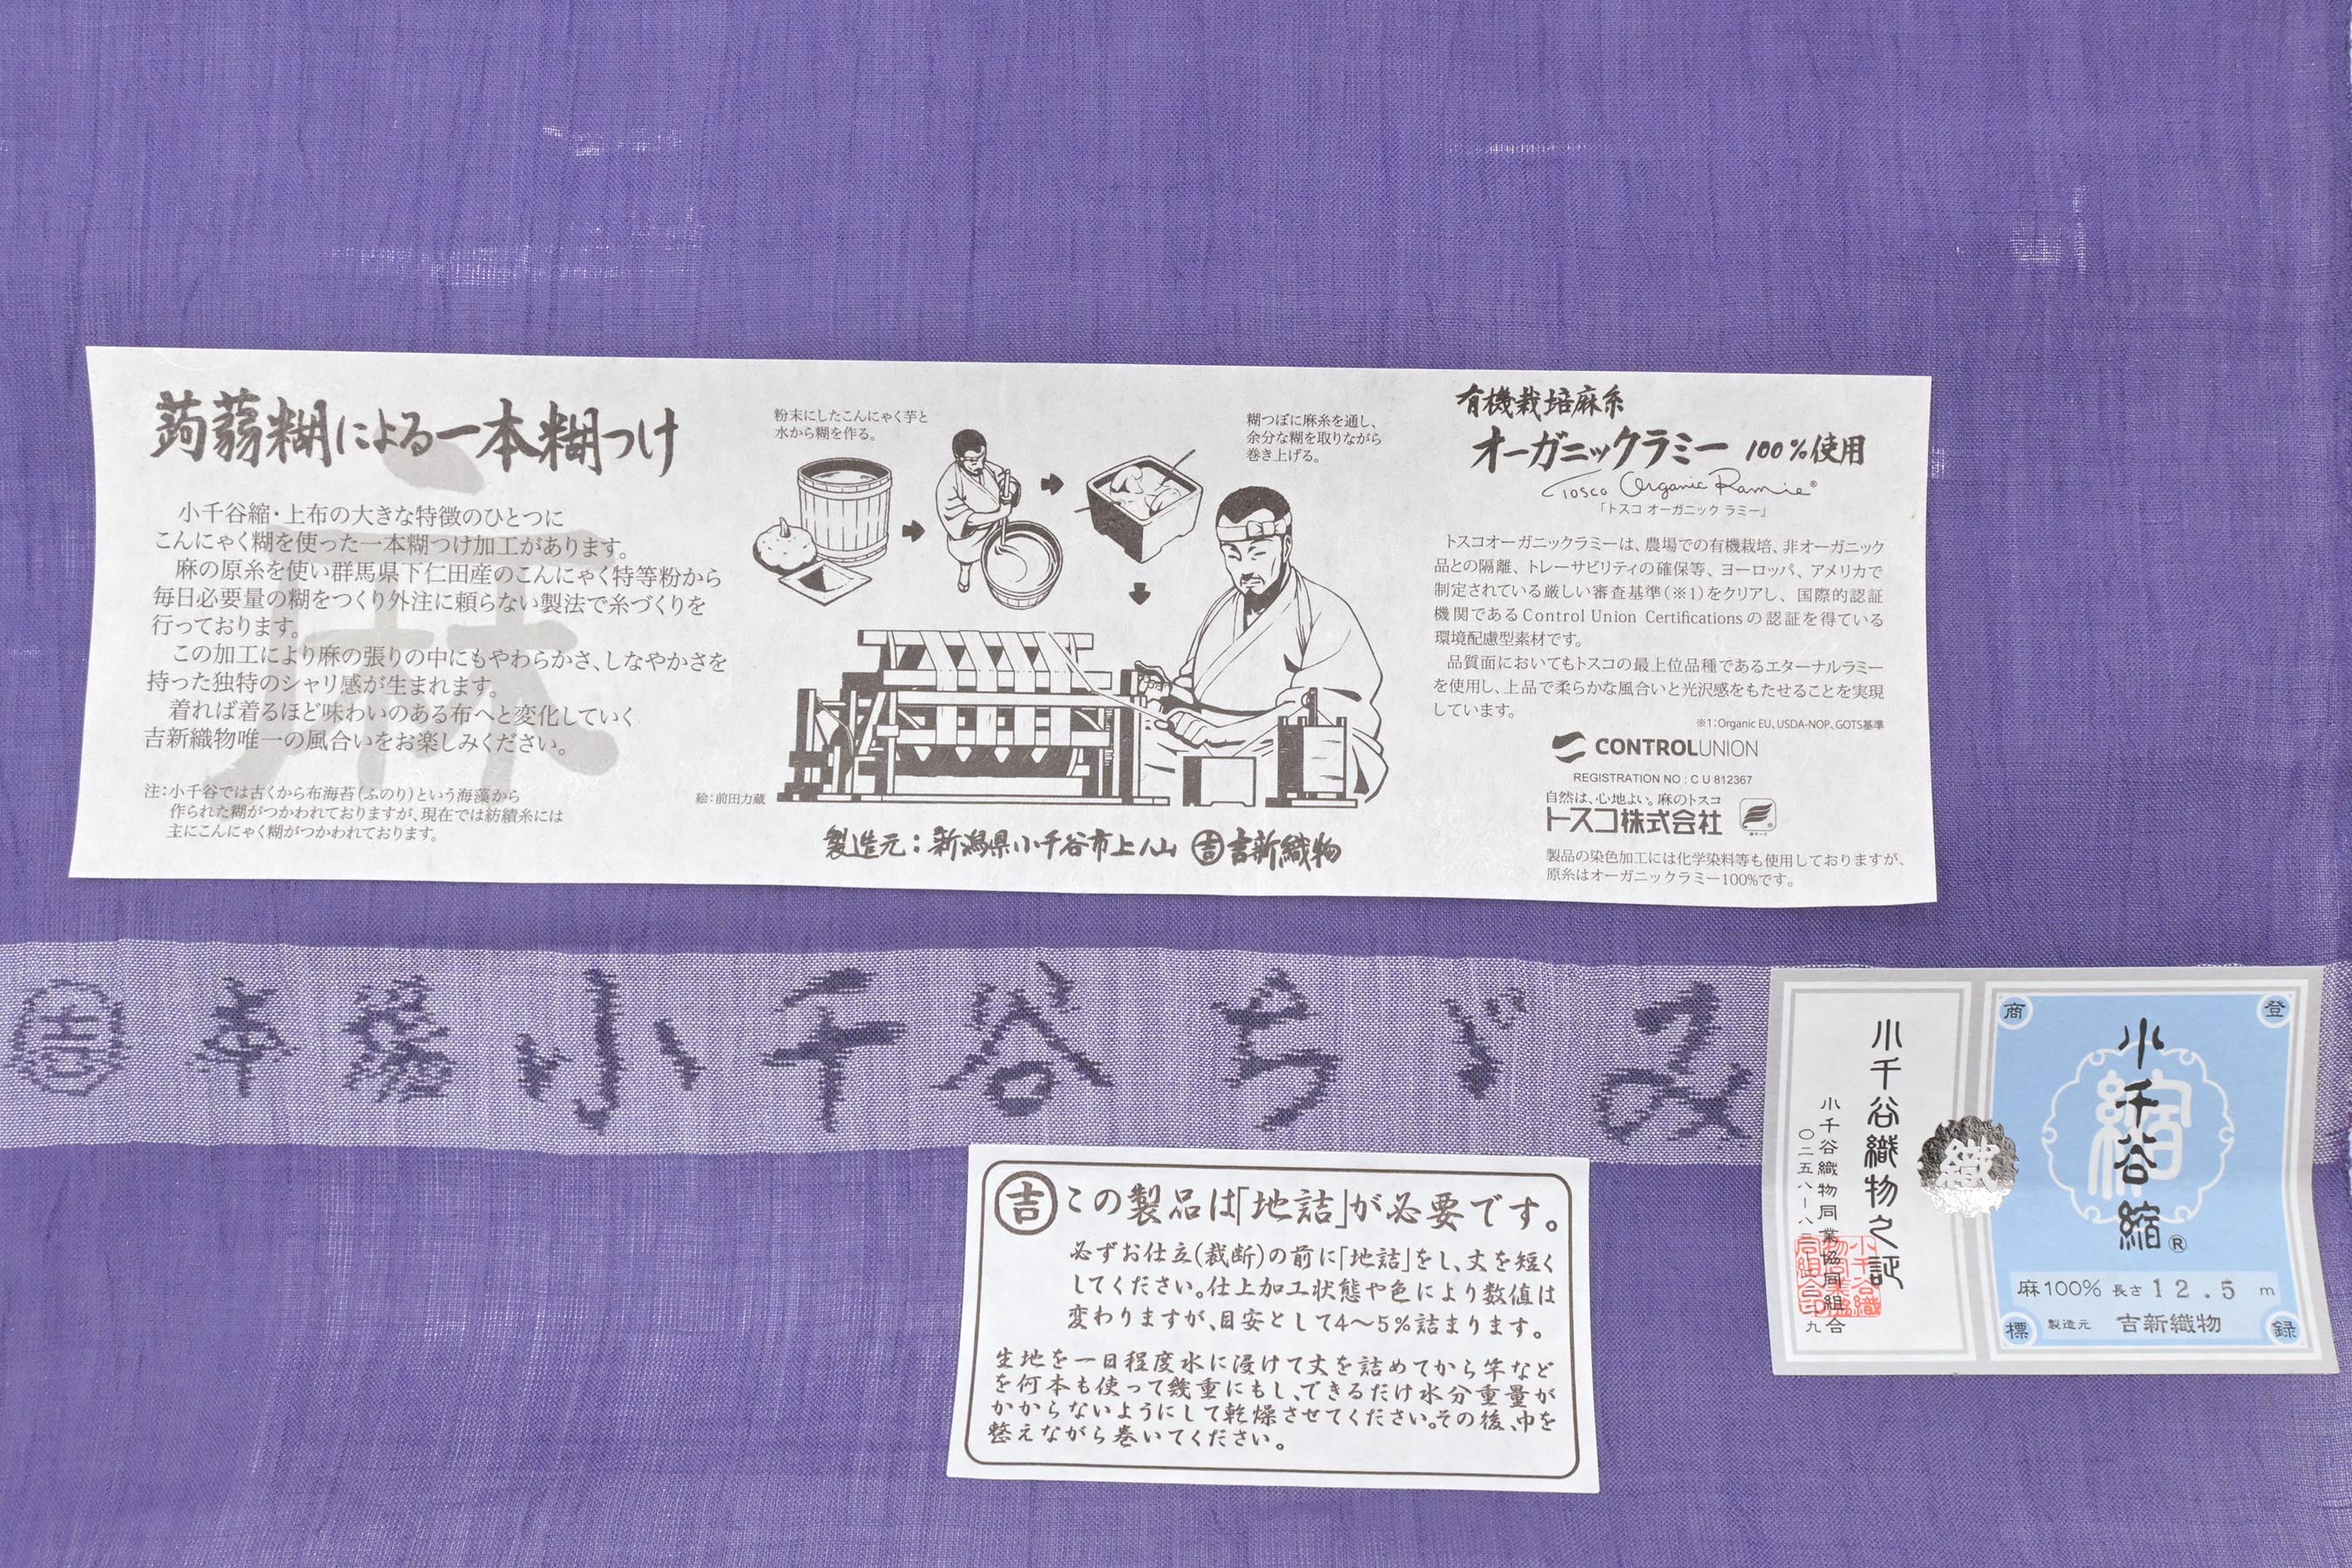 蒟蒻糊による一本糊つけ
小千谷縮・上布の大きな特徴のひとつに
こんにゃく糊を使った一本糊つけ加工があります。
麻の原糸を使い群馬県下仁田産のこんにゃく特等粉から
毎日必要量の糊をつくり外注に頼らない製法で糸づくりを
行っております。
この加工により麻の張りの中にもやわらかさ、しなやかさを
持った独特のシャリ感が生まれます。
着れば着るほど味わいのある布へと変化していく
吉新織物唯一の風合いをお楽しみください。
注:小千谷では古くから布海苔(ふのり)という海藻から
作られた糊がつかわれておりますが、現在では紡績糸には
主にこんにゃく糊がつかわれております。
麻
粉末にしたこんにゃく芋と
水から糊を作る。
糊つぼに麻糸を通し、
余分な糊を取りながら
巻き上げる。
絵:前田力蔵
製造元:新潟県小千谷市上ノ山 ㊤吉新織物
有機栽培麻糸
オーガニックラミー 100%使用
Tosco Organic Ramie®
「トスコ オーガニック ラミー」
トスコオーガニックラミーは、農場での有機栽培、非オーガニック
品との隔離、トレーサビリティの確保等、ヨーロッパ、アメリカで
制定されている厳しい審査基準(※1)をクリアし、国際的認証
機関であるControl Union Certificationsの認証を得ている
環境配慮型素材です。
品質面においてもトスコの最上位品種であるエターナルラミー
を使用し、上品で柔らかな風合いと光沢感をもたせることを実現
しています。
※1:Organic EU、USDA-NOP、GOTS基準
CONTROLUNION
REGISTRATION NO : C U 812367
自然は、心地よい。麻のトスコ
トスコ株式会社
製品の染色加工には化学染料等も使用しておりますが、
原糸はオーガニックラミー100%です。
吉 本場小千谷ちゞみ
吉 この製品は「地詰」が必要です。
必ずお仕立(裁断)の前に「地詰」をし、丈を短く
してください。仕上加工状態や色により数値は
変わりますが、目安として4〜5%詰まります。
生地を一日程度水に浸けて丈を詰めてから竿など
を何本も使って幾重にもし、できるだけ水分重量が
かからないようにして乾燥させてください。その後、巾を
整えながら巻いてください。
登録商標
小千谷縮®
縮
麻100% 長さ 12.5 m
製造元 吉新織物
織
小千谷織物之証
小千谷織物同業協同組合